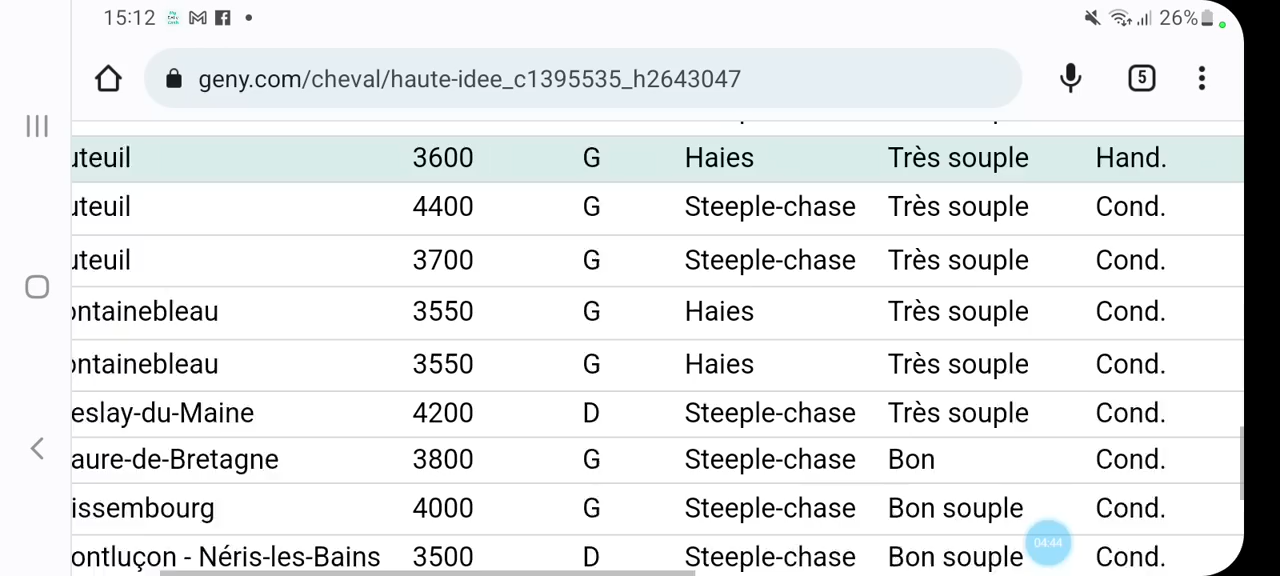 15:12 26%
geny.com/cheval/haute-idee_c1395535_h2643047 5
uteuil 3600 G Haies Très souple Hand.
uteuil 4400 G Steeple-chase Très souple Cond.
uteuil 3700 G Steeple-chase Très souple Cond.
ontainebleau 3550 G Haies Très souple Cond.
ontainebleau 3550 G Haies Très souple Cond.
eslay-du-Maine 4200 D Steeple-chase Très souple Cond.
aure-de-Bretagne 3800 G Steeple-chase Bon Cond.
issembourg 4000 G Steeple-chase Bon souple Cond.
ontluçon - Néris-les-Bains 3500 D Steeple-chase Bon souple Cond.
04:44